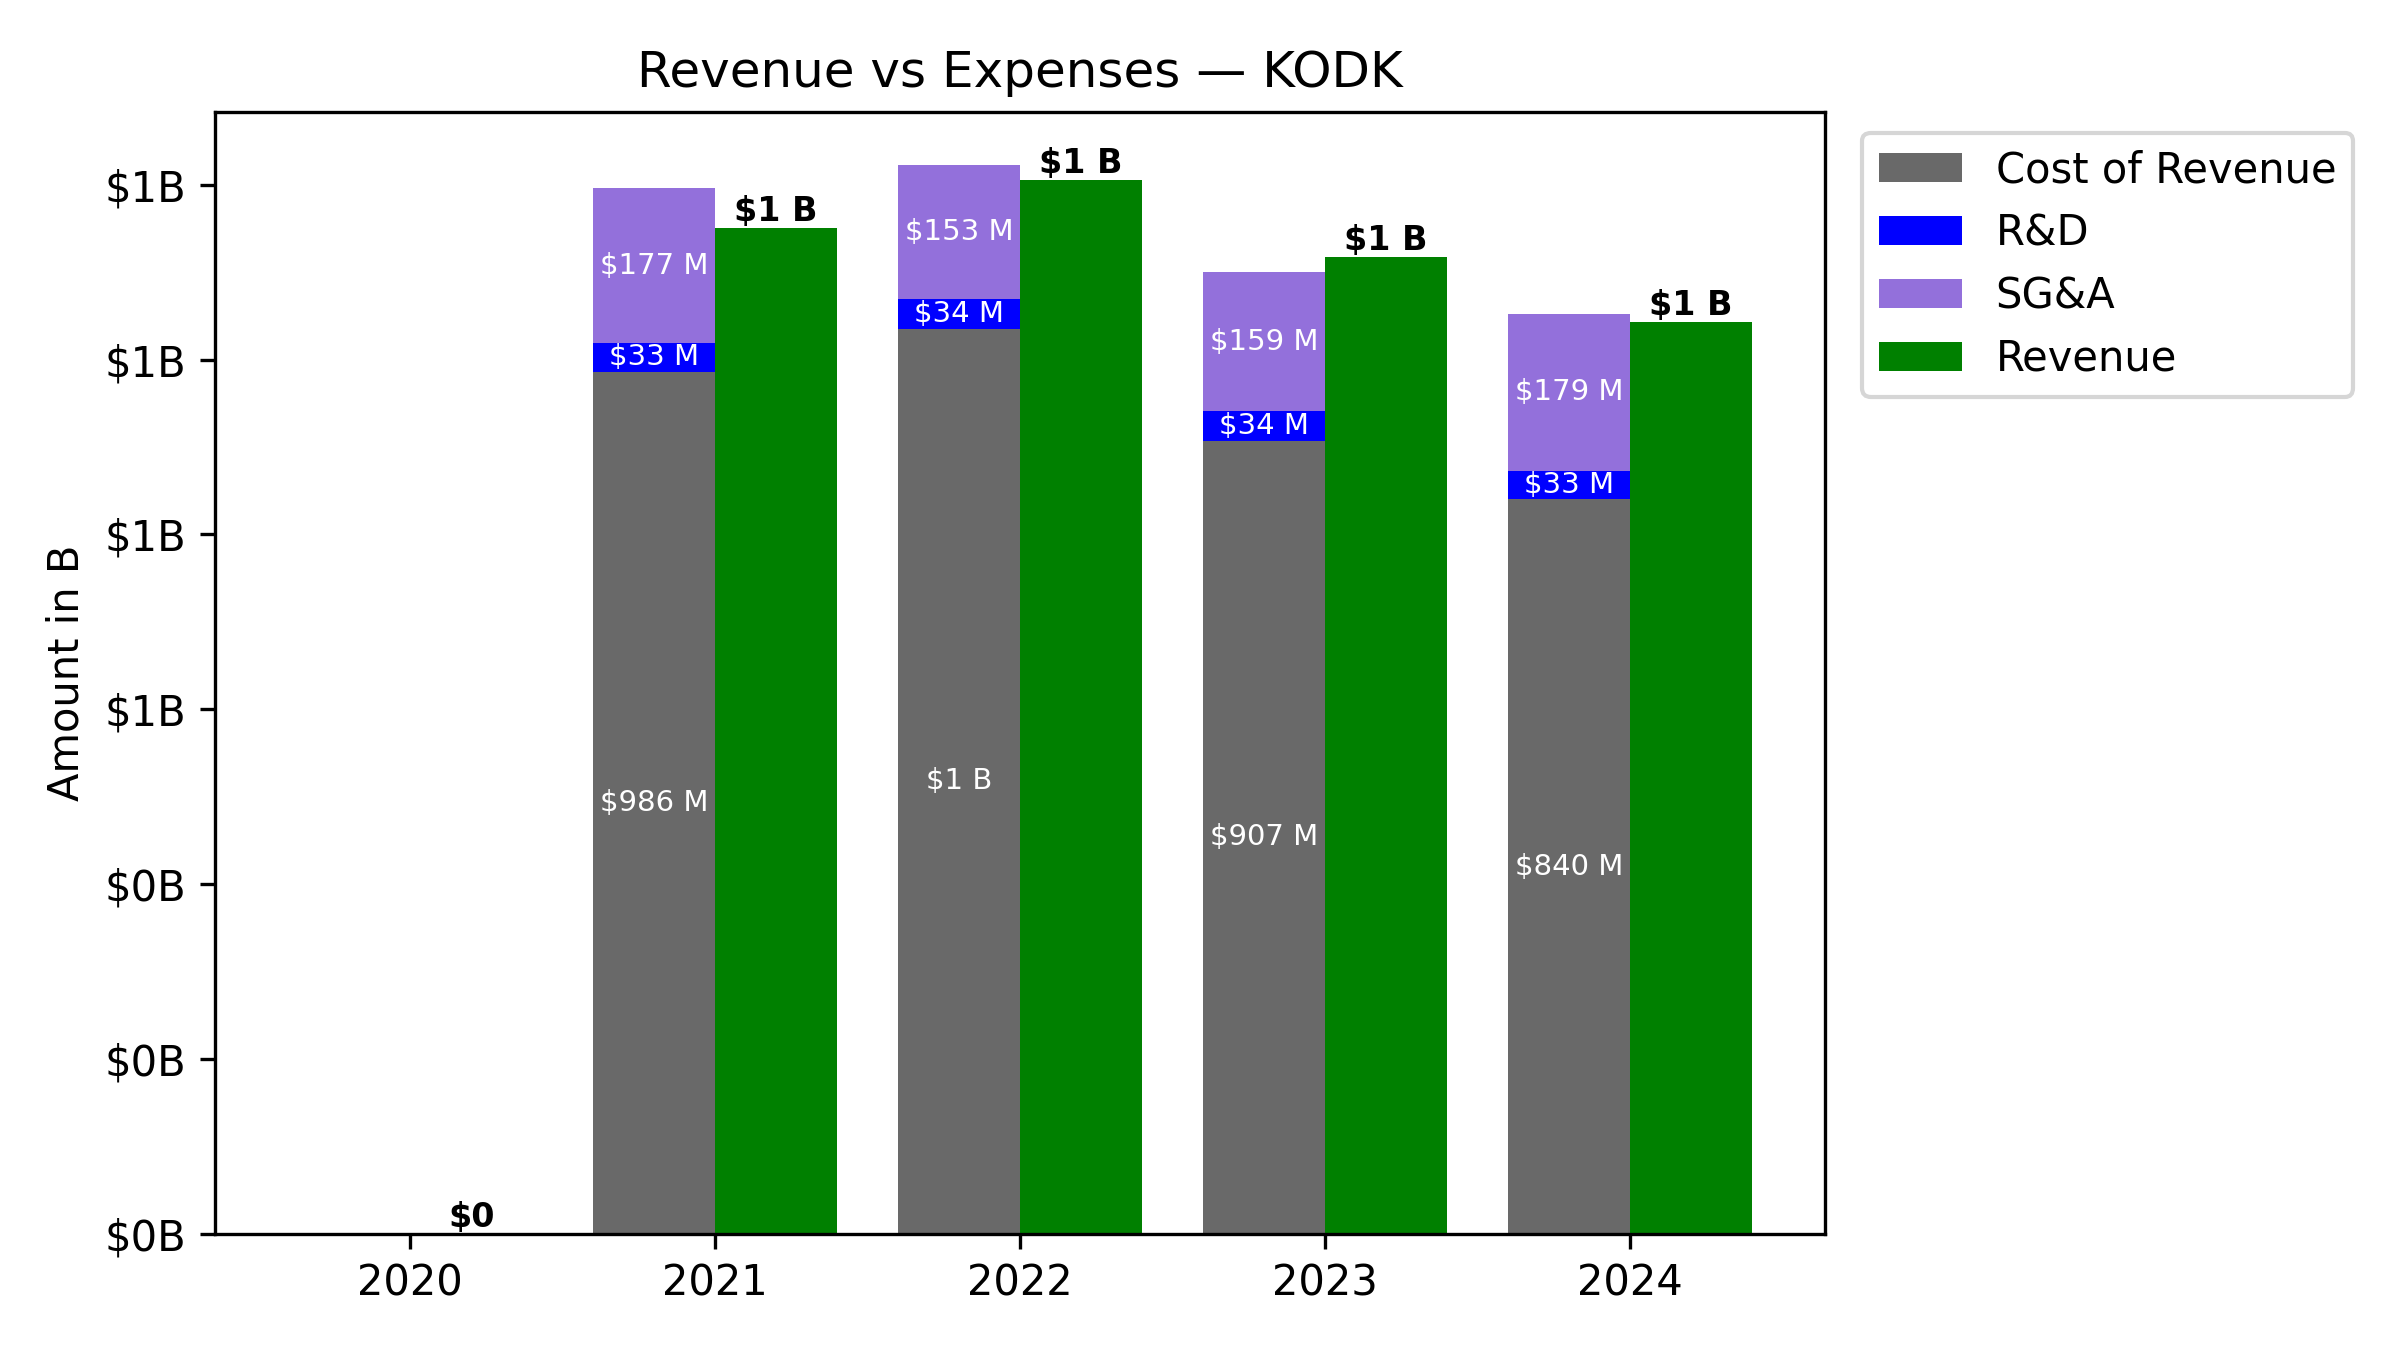 Revenue vs Expenses — KODK
Amount in B
$1B
$1B
$1B
$1B
$0B
$0B
$0B
$0
$177 M
$33 M
$986 M
$1 B
$153 M
$34 M
$1 B
$1 B
$159 M
$34 M
$907 M
$1 B
$179 M
$33 M
$840 M
$1 B
2020
2021
2022
2023
2024
Cost of Revenue
R&D
SG&A
Revenue